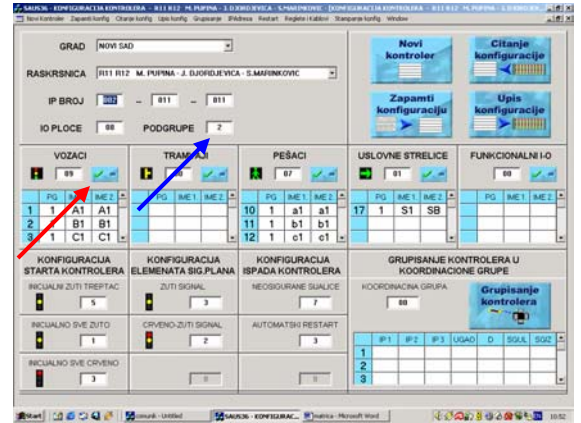 SAUS36 - KONFIGURACIJA KONTROLERA - R11 R12 M. PUPINA - J. DJORDJEVICA - S.MARINKOVIC
Novi Kontroler Zapamti konfig Citanje konfig Upis konfig Grupisanje IPAdresa Restart Reglete i Kablovi Stampanje konfig Window
GRAD NOVI SAD
Novi kontroler
Citanje konfiguracije
RASKRSNICA R11 R12 M. PUPINA - J. DJORDJEVICA - S.MARINKOVIC
IP BROJ 002 - 011 - 011
Zapamti konfiguraciju
Upis konfiguracije
IO PLOCE 08 PODGRUPE 2
VOZACI TRAMVAJI PEŠACI USLOVNE STRELICE FUNKCIONALNI I-O
09 07 01 00
PG IME 2 PG IME 1 IME 2 PG IME 1 IME 2 PG IME 1 IME 2 PG IME 1 IME 2
1 1 A1 A1 10 1 a1 a1 17 1 S1 SB
2 B1 B1 11 1 b1 b1
3 1 C1 C1 12 1 c1 c1
KONFIGURACIJA STARTA KONTROLERA
KONFIGURACIJA ELEMENATA SIG.PLANA
KONFIGURACIJA ISPADA KONTROLERA
GRUPISANJE KONTROLERA U KOORDINACIONE GRUPE
INICIJALNI ZUTI TREPTAC ZUTI SIGNAL NEOSIGURANE SIJALICE KOORDINACINA GRUPA
5 3 7 00
Grupisanje kontrolera
INICIJALNO SVE ZUTO CRVENO-ZUTI SIGNAL AUTOMATSKI RESTART
1 2 3
IP 1 IP 2 IP 3 UGAO D SGUL SGIZ
1
2
3
INICIJALNO SVE CRVENO
3 0 0
Start comunik - Untitled SAUS36 - KONFIGURAC... matrica - Microsoft Word 10:52